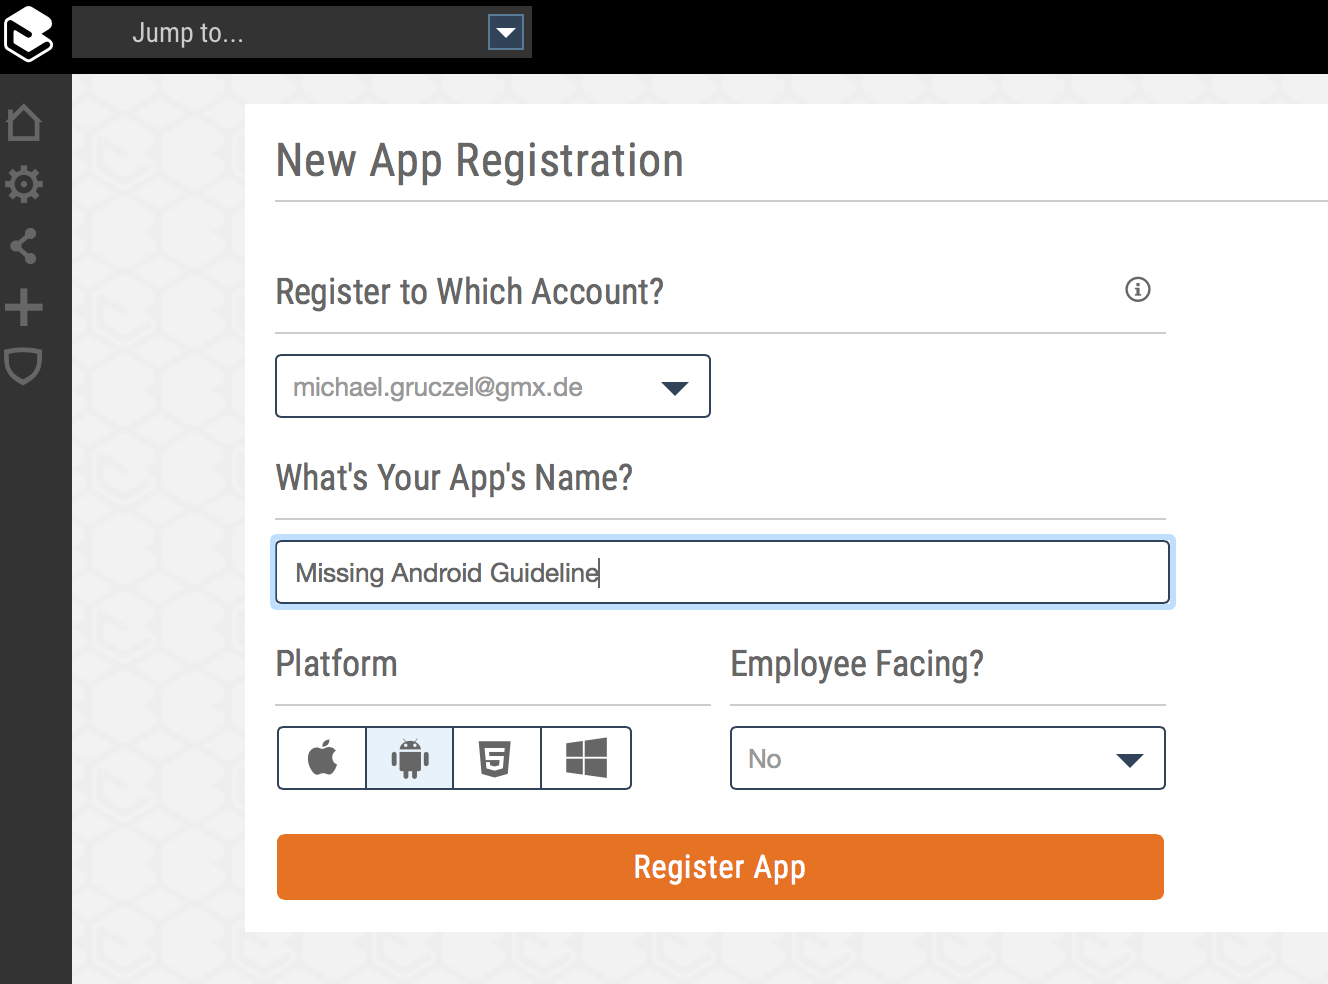 Jump to...
New App Registration
Register to Which Account?
michael.gruczel@gmx.de
What's Your App's Name?
Missing Android Guideline
Platform
Employee Facing?
No
Register App